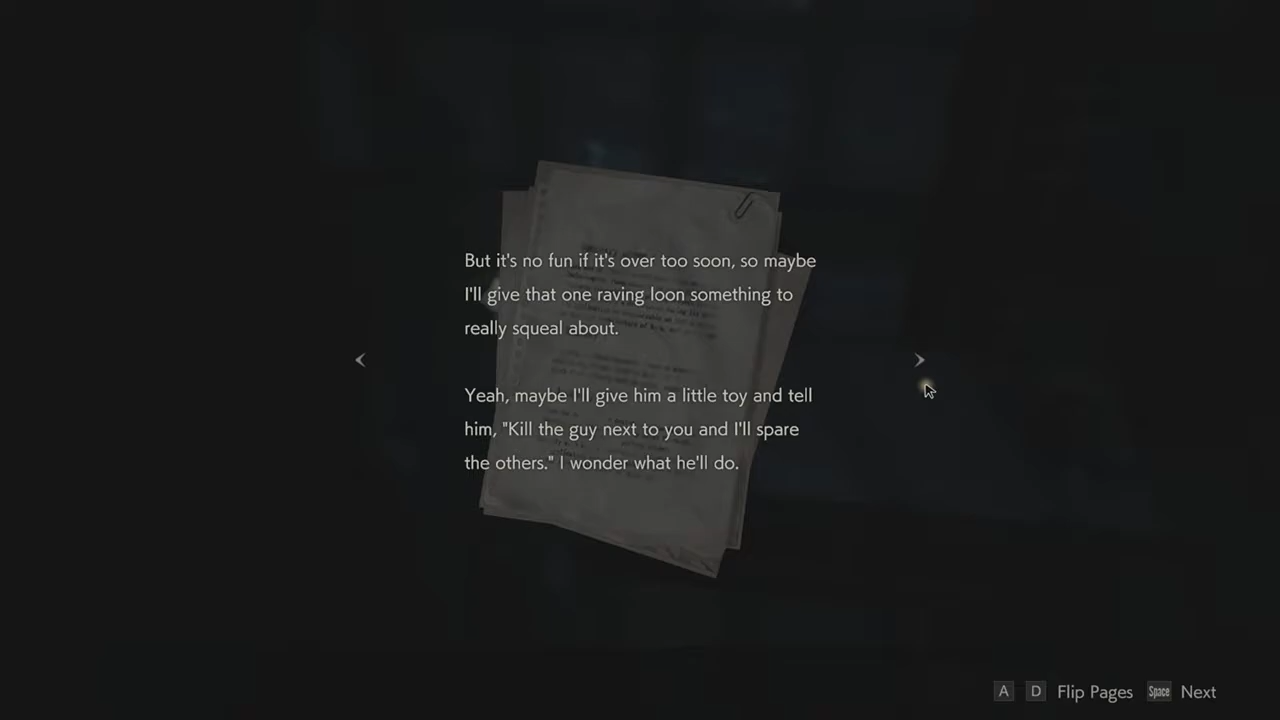 But it's no fun if it's over too soon, so maybe
I'll give that one raving loon something to
really squeal about.
Yeah, maybe I'll give him a little toy and tell
him, "Kill the guy next to you and I'll spare
the others." I wonder what he'll do.
A D Flip Pages Space Next